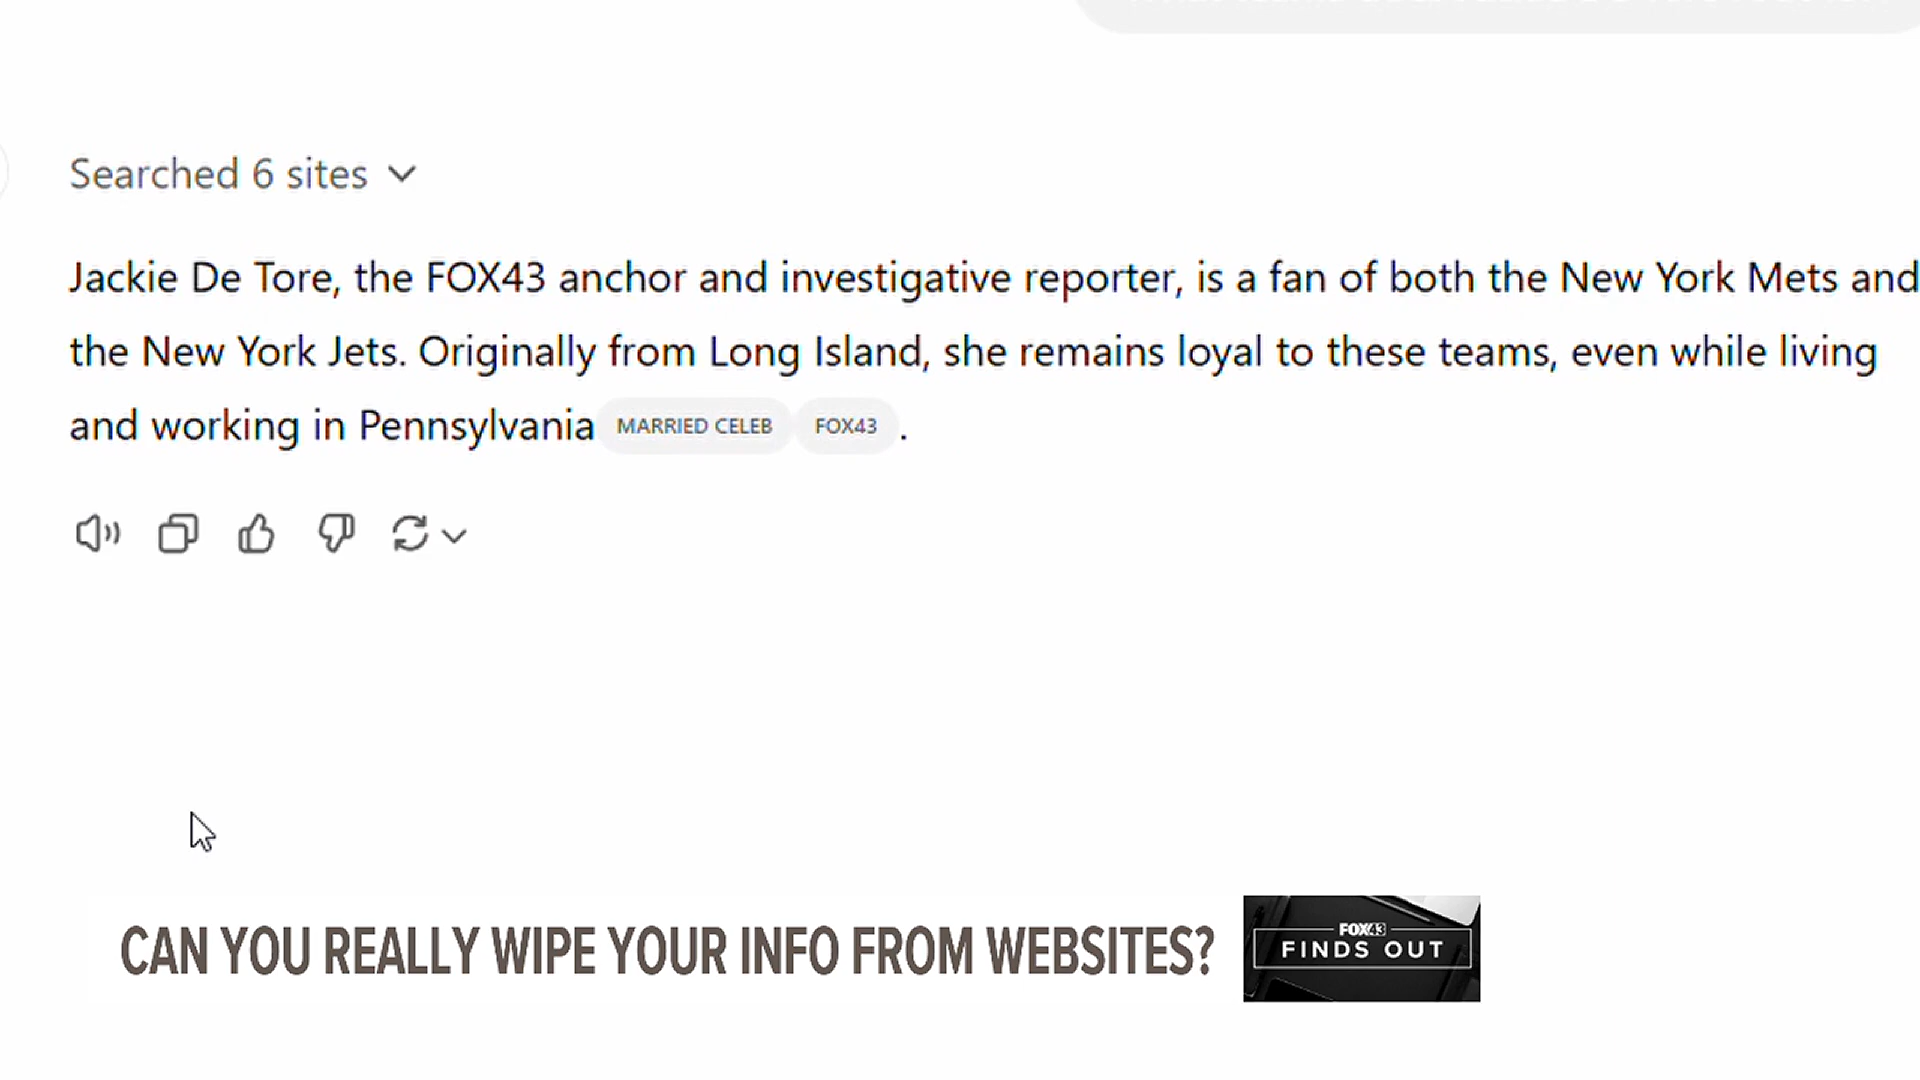 Searched 6 sites
Jackie De Tore, the FOX43 anchor and investigative reporter, is a fan of both the New York Mets and
the New York Jets. Originally from Long Island, she remains loyal to these teams, even while living
and working in Pennsylvania MARRIED CELEB FOX43 .
CAN YOU REALLY WIPE YOUR INFO FROM WEBSITES?
FOX43
FINDS OUT